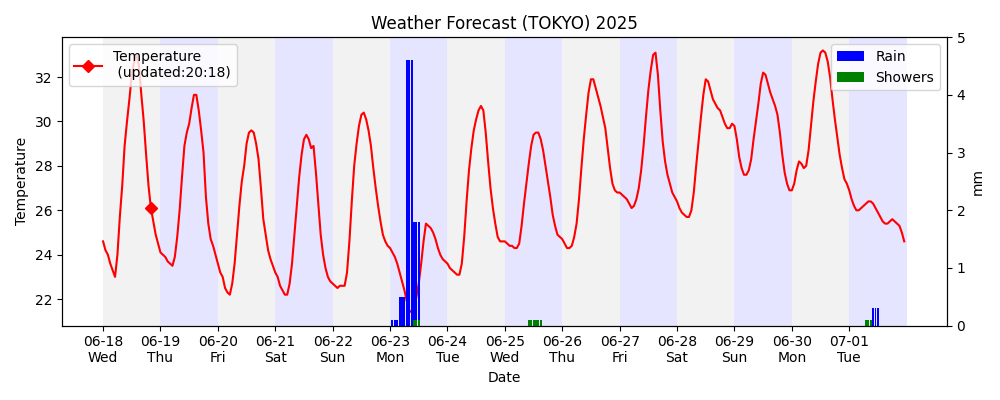 Weather Forecast (TOKYO) 2025
Temperature
(updated:20:18)
Rain
Showers
Temperature
32
30
28
26
24
22
5
4
3
2
1
0
mm
06-18 06-19 06-20 06-21 06-22 06-23 06-24 06-25 06-26 06-27 06-28 06-29 06-30 07-01
Wed Thu Fri Sat Sun Mon Tue Wed Thu Fri Sat Sun Mon Tue
Date